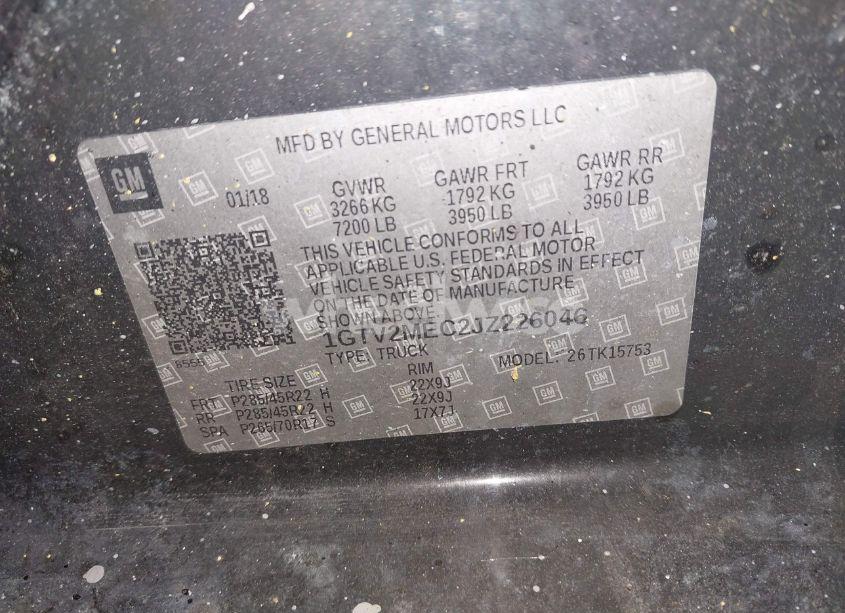 MFD BY GENERAL MOTORS LLC
GM
01/18
GVWR GAWR FRT GAWR RR
3266 KG 1792 KG 1792 KG
7200 LB 3950 LB 3950 LB
THIS VEHICLE CONFORMS TO ALL
APPLICABLE U.S. FEDERAL MOTOR
VEHICLE SAFETY STANDARDS IN EFFECT
ON THE DATE OF MANUFACTURE
SHOWN ABOVE.
1GTV2MEC2JZ226046
TYPE: TRUCK MODEL: 26TK15753
TIRE SIZE RIM
FRT P285/45R22 H 22X9J
RR P285/45R22 H 22X9J
SPA P265/70R17 S 17X7J